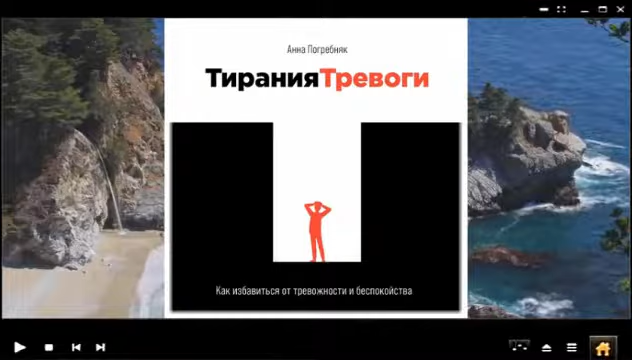 Анна Погребняк
ТиранияТревоги
Как избавиться от тревожности и беспокойства